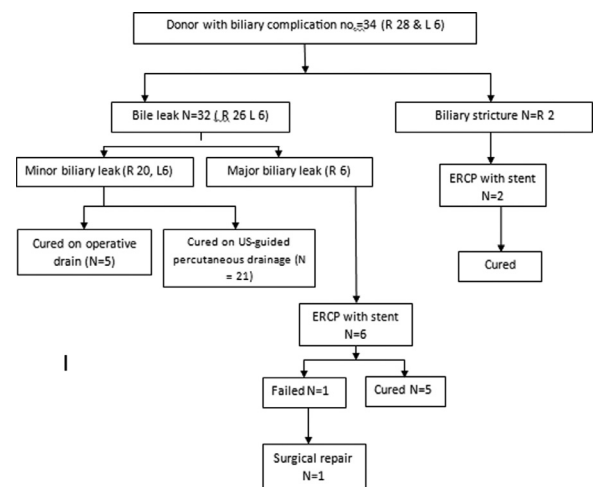 Donor with biliary complication no.=34 (R 28 & L 6)
Bile leak N=32 ( R 26 L 6)
Biliary stricture N=R 2
Minor biliary leak (R 20, L6)
Major biliary leak (R 6)
ERCP with stent
N=2
Cured on operative
drain (N=5)
Cured on US-guided
percutaneous drainage (N
= 21)
Cured
ERCP with stent
N=6
Failed N=1
Cured N=5
Surgical repair
N=1